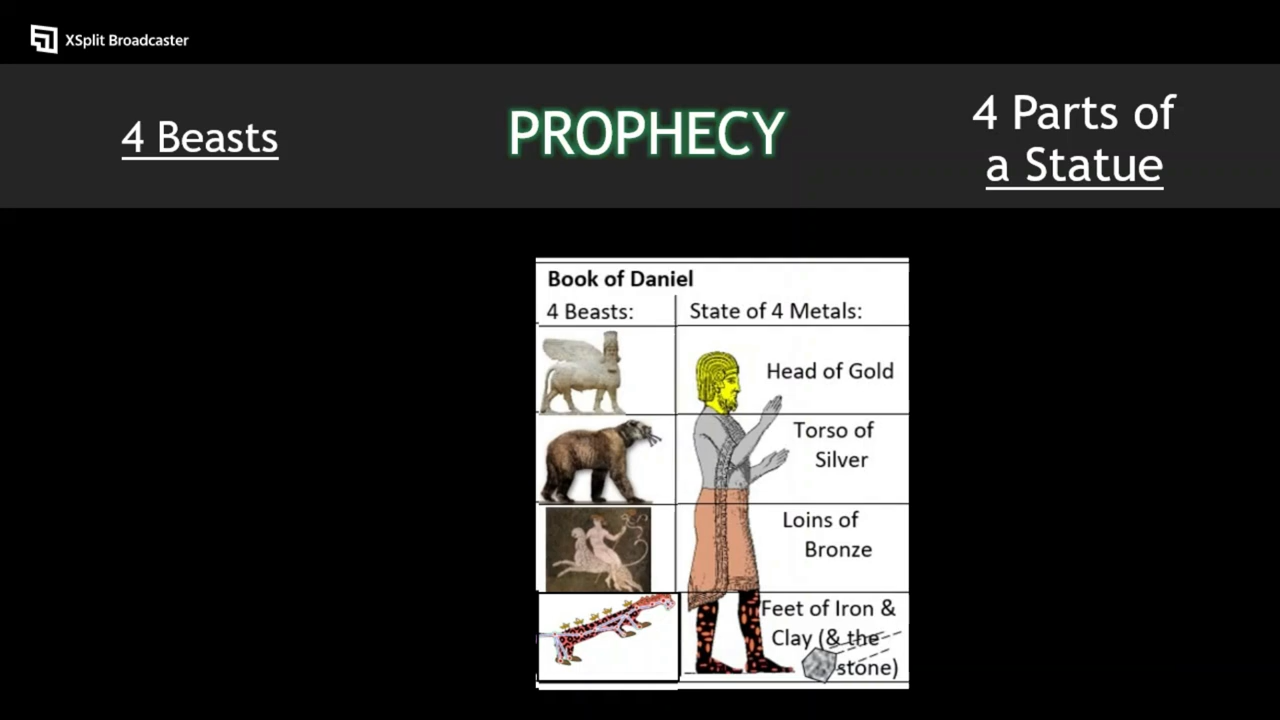 XSplit Broadcaster
4 Beasts
PROPHECY
4 Parts of
a Statue
Book of Daniel
4 Beasts:
State of 4 Metals:
Head of Gold
Torso of
Silver
Loins of
Bronze
Feet of Iron &
Clay (& the
stone)